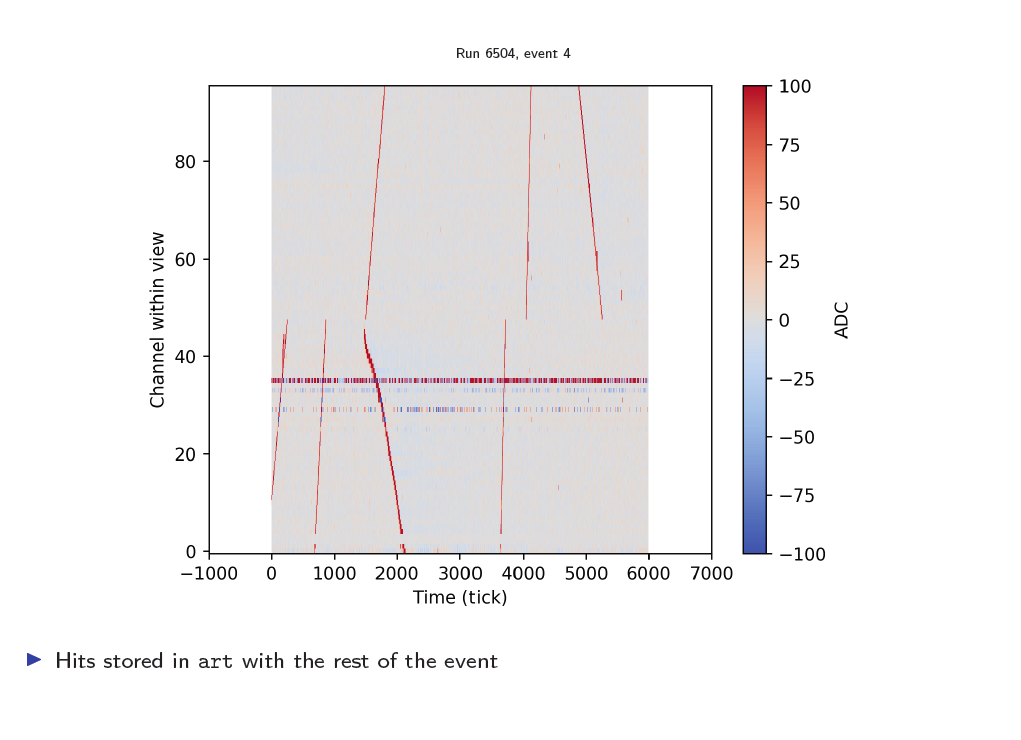 Run 6504, event 4
Channel within view
80
60
40
20
0
−1000 0 1000 2000 3000 4000 5000 6000 7000
Time (tick)
100
75
50
25
0
−25
−50
−75
−100
ADC
Hits stored in art with the rest of the event